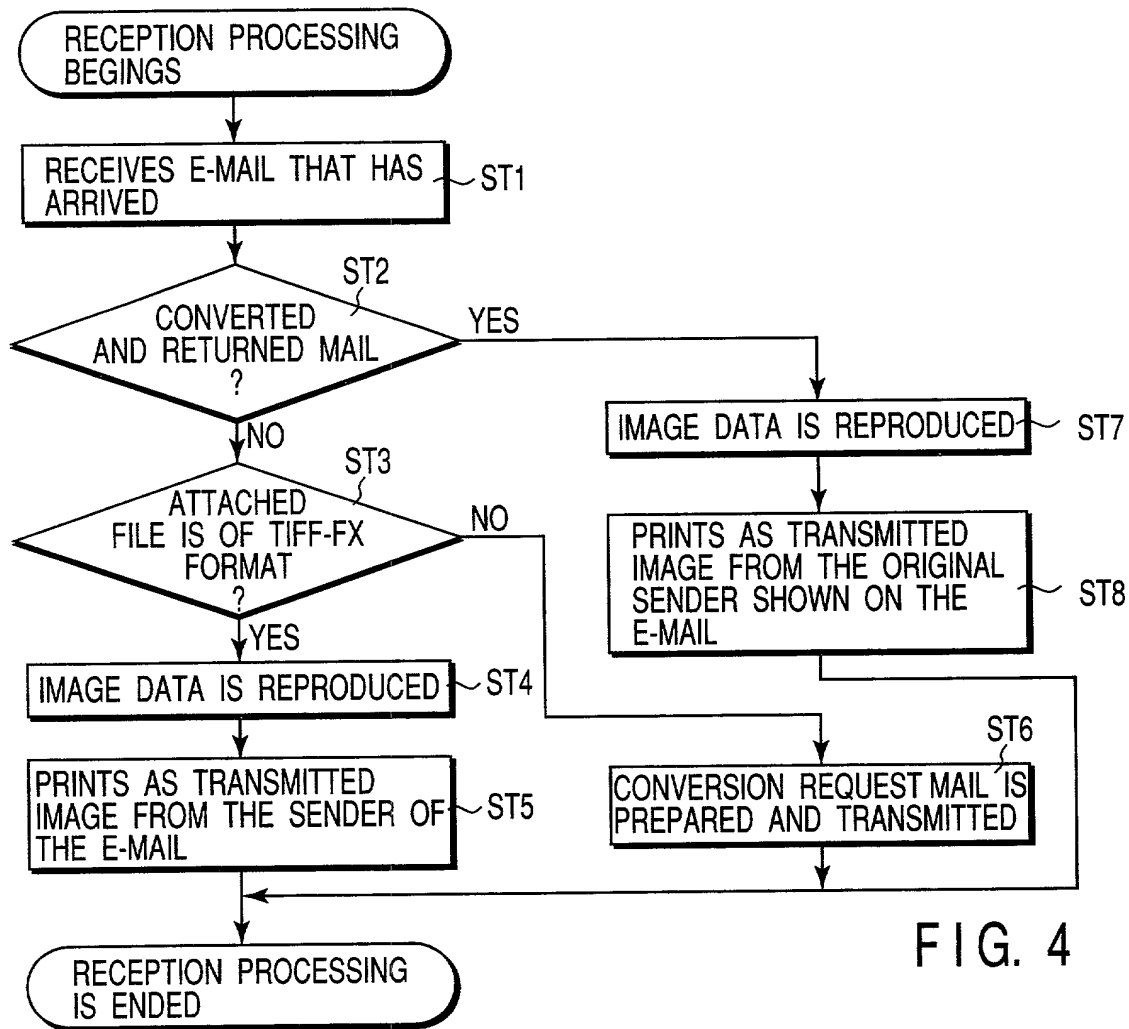 RECEPTION PROCESSING
BEGINGS
RECEIVES E-MAIL THAT HAS
ARRIVED
ST1
ST2
CONVERTED
AND RETURNED MAIL
?
YES
NO
ST3
ATTACHED
FILE IS OF TIFF-FX
FORMAT
?
NO
YES
IMAGE DATA IS REPRODUCED
ST4
PRINTS AS TRANSMITTED
IMAGE FROM THE SENDER OF
THE E-MAIL
ST5
IMAGE DATA IS REPRODUCED
ST7
PRINTS AS TRANSMITTED
IMAGE FROM THE ORIGINAL
SENDER SHOWN ON THE
E-MAIL
ST8
ST6
CONVERSION REQUEST MAIL IS
PREPARED AND TRANSMITTED
RECEPTION PROCESSING
IS ENDED
FIG. 4